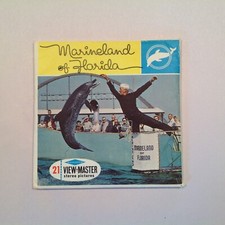 Marineland
of Florida
MARINELAND
OF
FLORIDA
21
VIEW-MASTER
stereo pictures